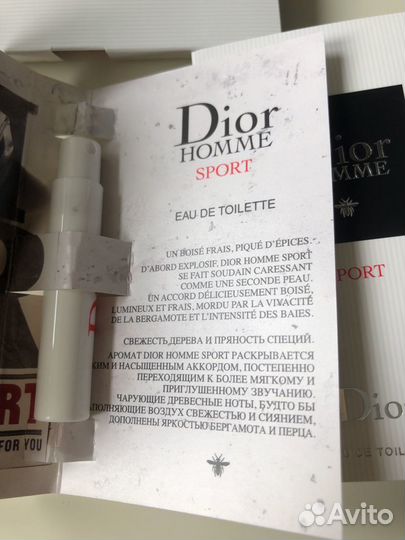 Dior
HOMME
SPORT
EAU DE TOILETTE
UN BOISÉ FRAIS, PIQUÉ D'ÉPICES.
D'ABORD EXPLOSIF, DIOR HOMME SPORT
SE FAIT SOUDAIN CARESSANT
COMME UNE SECONDE PEAU.
UN ACCORD DÉLICIEUSEMENT BOISÉ,
LUMINEUX ET FRAIS, MORDU PAR LA VIVACITÉ
DE LA BERGAMOTE ET L'INTENSITÉ DES BAIES.
СВЕЖЕСТЬ ДЕРЕВА И ПРЯНОСТЬ СПЕЦИЙ.
АРОМАТ DIOR HOMME SPORT РАСКРЫВАЕТСЯ
И НАСЫЩЕННЫМ АККОРДОМ, ПОСТЕПЕННО
ПЕРЕХОДЯЩИМ К БОЛЕЕ МЯГКОМУ И
ПРИГЛУШЕННОМУ ЗВУЧАНИЮ.
ЧАРУЮЩИЕ ДРЕВЕСНЫЕ НОТЫ, БУДТО БЫ
ВОЗДУХ СВЕЖЕСТЬЮ И СИЯНИЕМ,
ДОПОЛНЕНЫ ЯРКОСТЬЮ БЕРГАМОТА И ПЕРЦА.
FOR YOU
Dior
OMME
SPORT
Dior
Avito